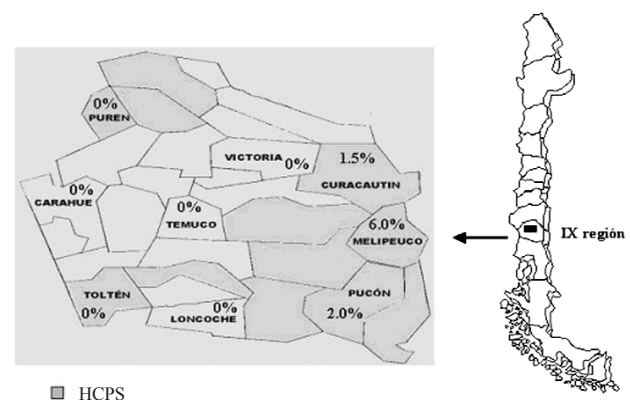 0%
PUREN
VICTORIA 0%
1.5%
CURACAUTIN
0%
CARAHUE
0%
TEMUCO
6.0%
MELIPEUCO
IX región
TOLTÉN
0%
0%
LONCOCHE
PUCÓN
2.0%
HCPS